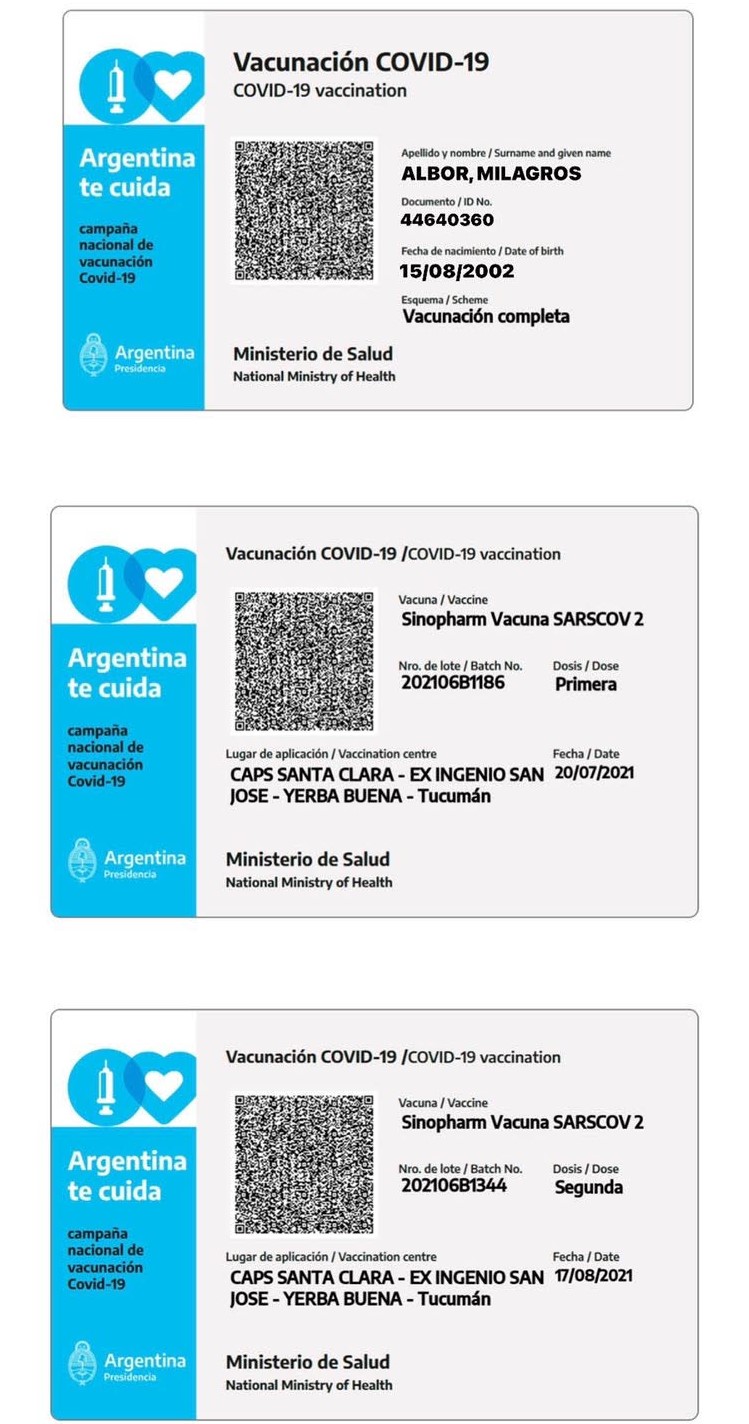 Vacunación COVID-19
COVID-19 vaccination
Argentina
te cuida
campaña
nacional de
vacunación
Covid-19
Argentina
Presidencia
Apellido y nombre / Surname and given name
ALBOR, MILAGROS
Documento / ID No.
44640360
Fecha de nacimiento / Date of birth
15/08/2002
Esquema / Scheme
Vacunación completa
Ministerio de Salud
National Ministry of Health
Vacunación COVID-19 /COVID-19 vaccination
Argentina
te cuida
campaña
nacional de
vacunación
Covid-19
Argentina
Presidencia
Vacuna / Vaccine
Sinopharm Vacuna SARSCOV 2
Nro. de lote / Batch No. Dosis / Dose
202106B1186 Primera
Lugar de aplicación / Vaccination centre Fecha / Date
CAPS SANTA CLARA - EX INGENIO SAN 20/07/2021
JOSE - YERBA BUENA - Tucumán
Ministerio de Salud
National Ministry of Health
Vacunación COVID-19 /COVID-19 vaccination
Argentina
te cuida
campaña
nacional de
vacunación
Covid-19
Argentina
Presidencia
Vacuna / Vaccine
Sinopharm Vacuna SARSCOV 2
Nro. de lote / Batch No. Dosis / Dose
202106B1344 Segunda
Lugar de aplicación / Vaccination centre Fecha / Date
CAPS SANTA CLARA - EX INGENIO SAN 17/08/2021
JOSE - YERBA BUENA - Tucumán
Ministerio de Salud
National Ministry of Health